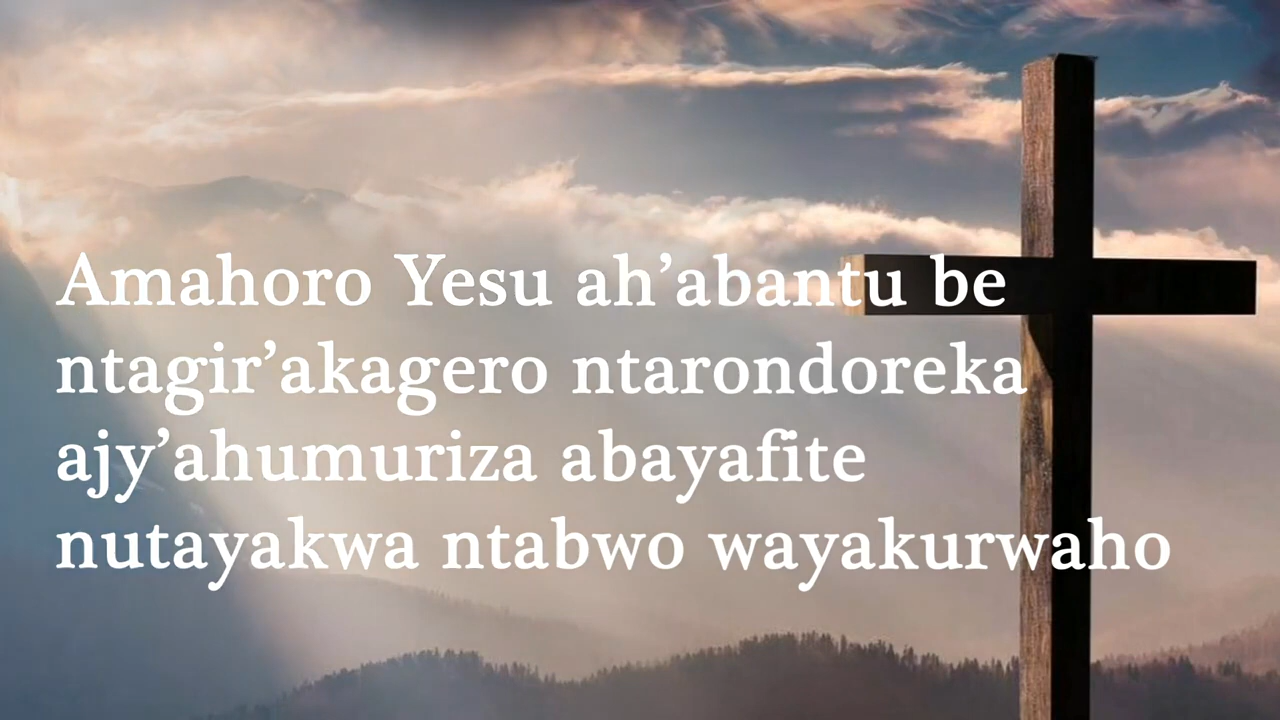 Amahoro Yesu ah’abantu be
ntagir’akagero ntarondoreka
ajy’ahumuriza abayafite
nutayakwa ntabwo wayakurwaho